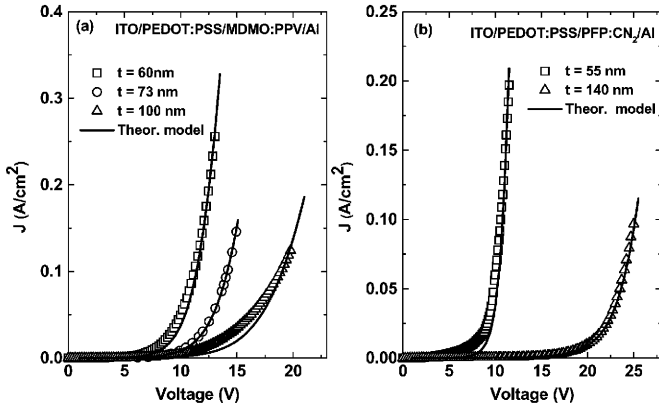 (a) ITO/PEDOT:PSS/MDMO:PPV/Al
t = 60nm
t = 73 nm
t = 100 nm
Theor. model
J (A/cm²)
0.4
0.3
0.2
0.1
0.0
0 5 10 15 20
Voltage (V)
(b) ITO/PEDOT:PSS/PFP:CN₂/Al
t = 55 nm
t = 140 nm
Theor. model
J (A/cm²)
0.25
0.20
0.15
0.10
0.05
0.00
0 5 10 15 20 25
Voltage (V)